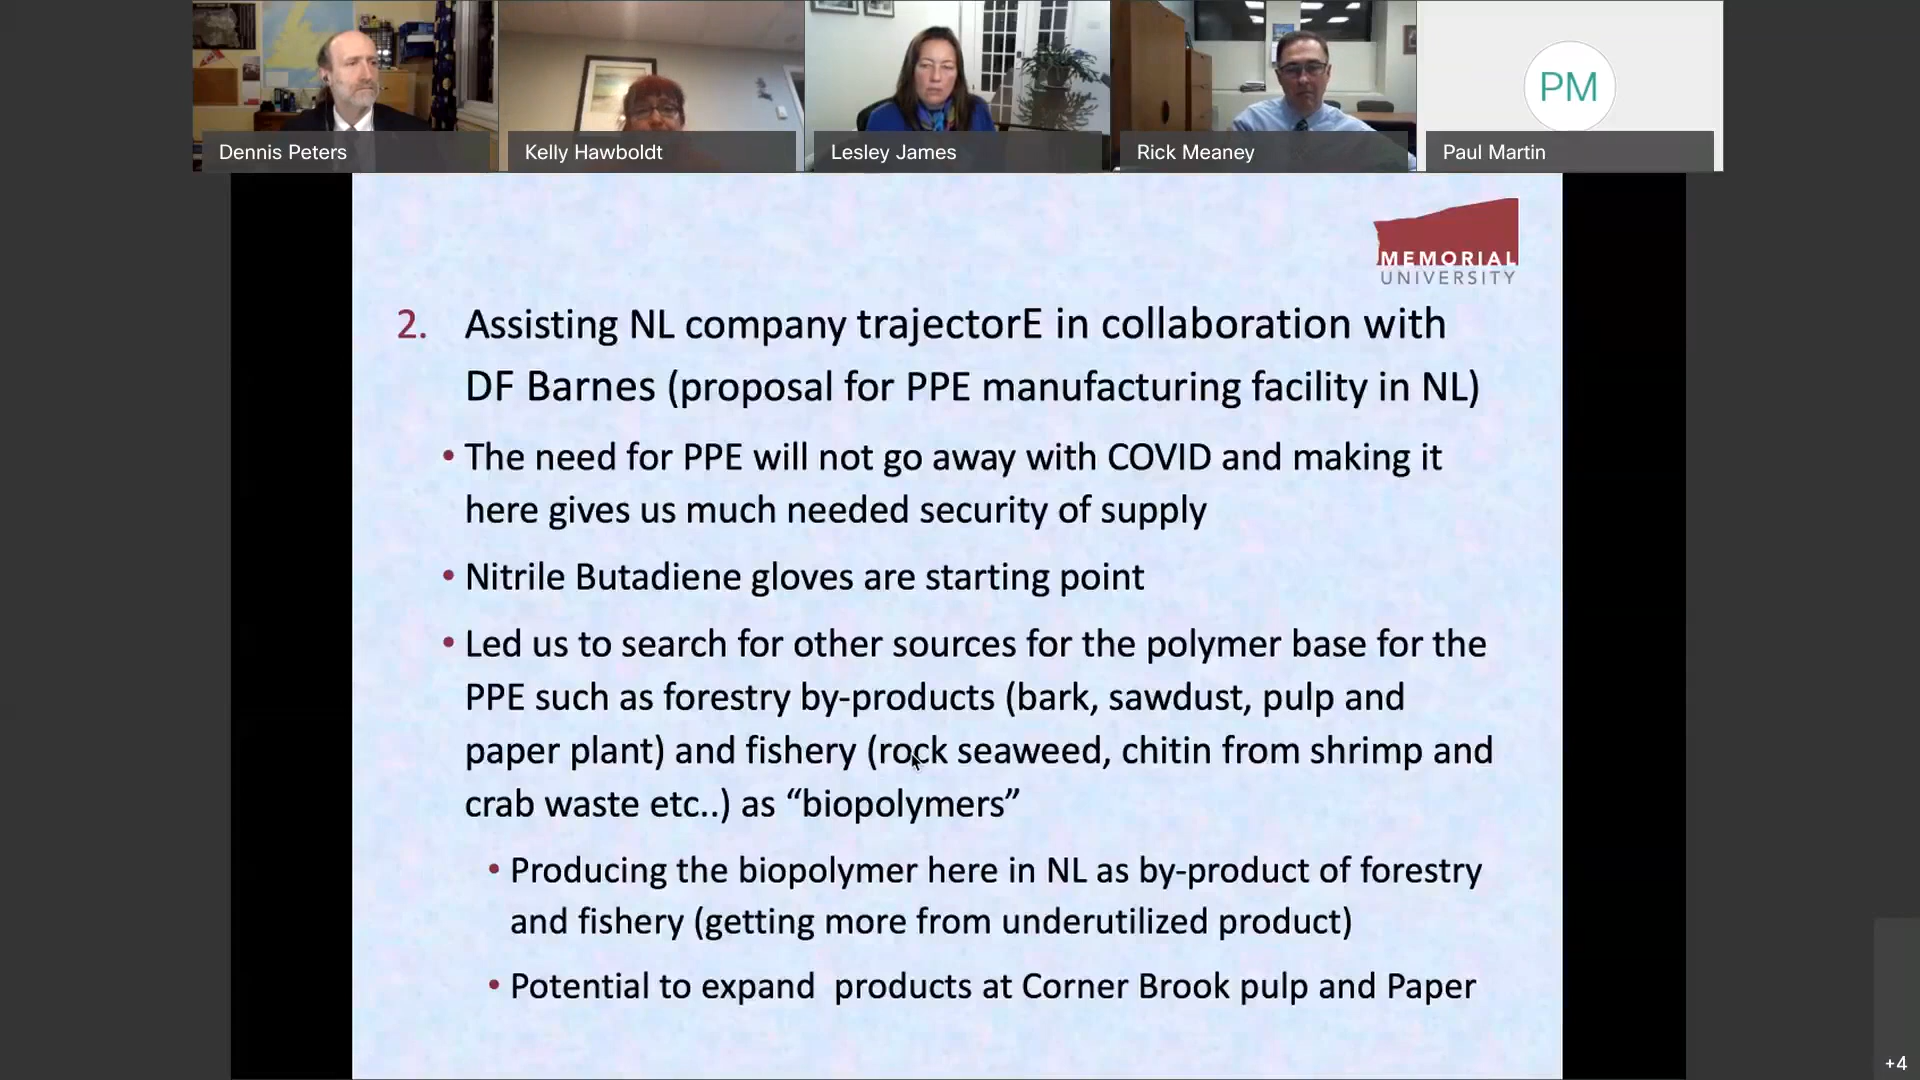 Dennis Peters
Kelly Hawboldt
Lesley James
Rick Meaney
PM
Paul Martin
MEMORIAL
UNIVERSITY
2. Assisting NL company trajectorE in collaboration with
DF Barnes (proposal for PPE manufacturing facility in NL)
• The need for PPE will not go away with COVID and making it
here gives us much needed security of supply
• Nitrile Butadiene gloves are starting point
• Led us to search for other sources for the polymer base for the
PPE such as forestry by-products (bark, sawdust, pulp and
paper plant) and fishery (rock seaweed, chitin from shrimp and
crab waste etc..) as “biopolymers”
• Producing the biopolymer here in NL as by-product of forestry
and fishery (getting more from underutilized product)
• Potential to expand  products at Corner Brook pulp and Paper
+4